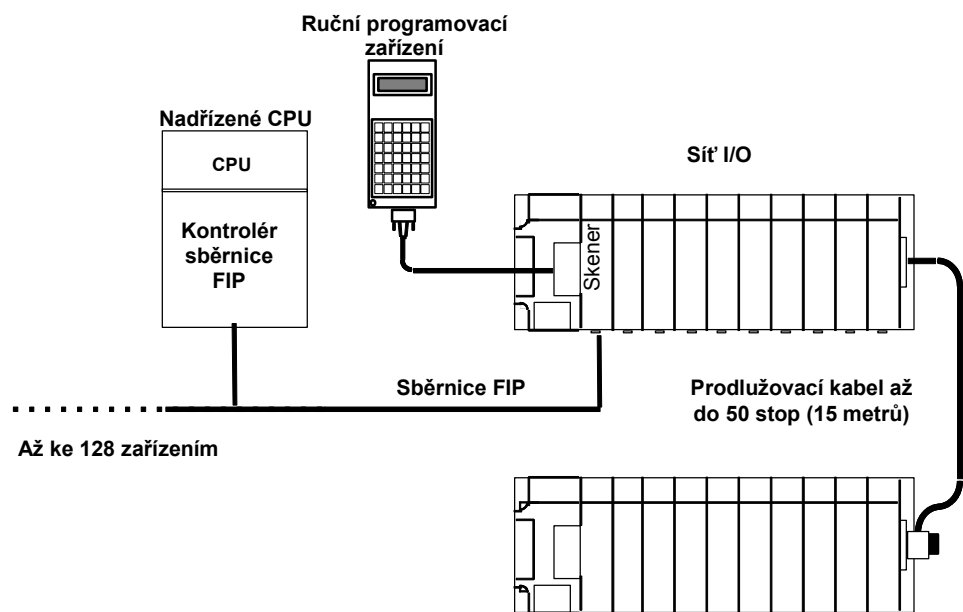 Ruční programovací
zařízení
Nadřízené CPU
CPU
Kontrolér
sběrnice
FIP
Síť I/O
Skener
Sběrnice FIP
Prodlužovací kabel až
do 50 stop (15 metrů)
Až ke 128 zařízením